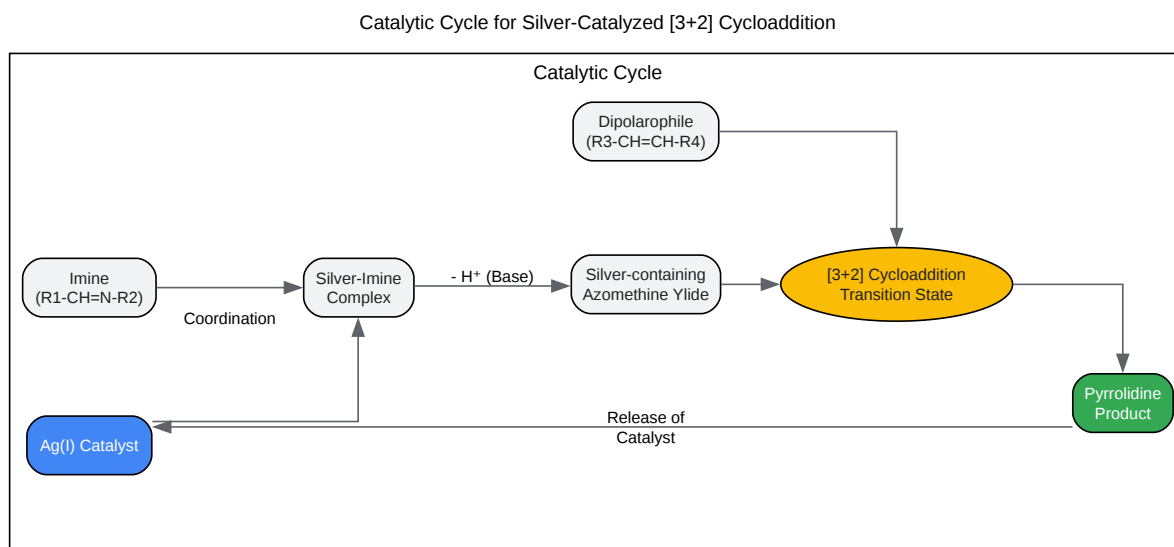 Catalytic Cycle for Silver-Catalyzed [3+2] Cycloaddition
Catalytic Cycle
Dipolarophile
(R3-CH=CH-R4)
Imine
(R1-CH=N-R2)
Coordination
Silver-Imine
Complex
- H⁺ (Base)
Silver-containing
Azomethine Ylide
[3+2] Cycloaddition
Transition State
Pyrrolidine
Product
Release of
Catalyst
Ag(I) Catalyst